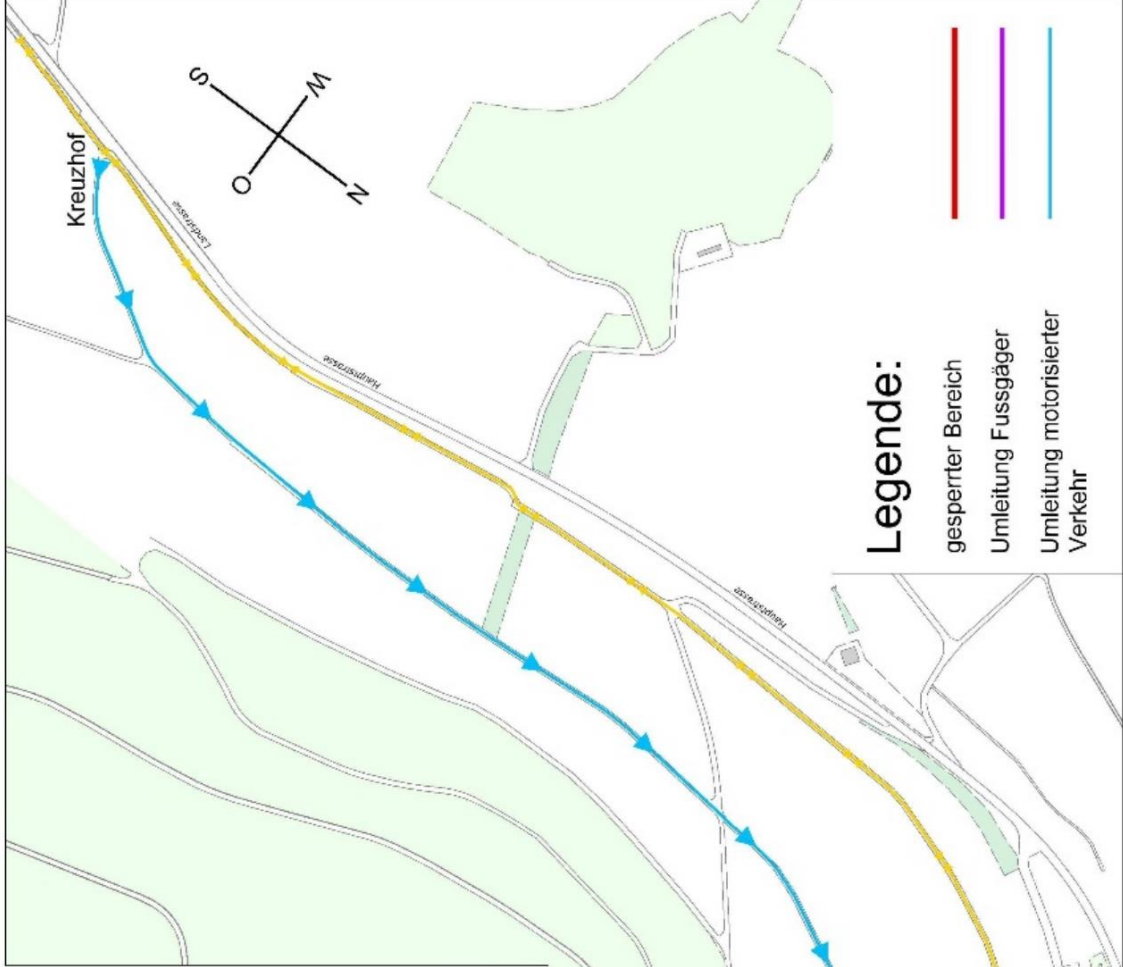 Kreuzhof
S
W
O
N
Landstrasse
Hauptstrasse
Hauptstrasse
Legende:
gesperrter Bereich
Umleitung Fussgäger
Umleitung motorisierter
Verkehr